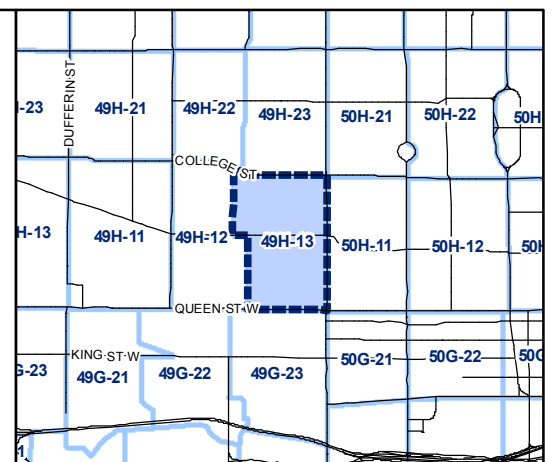 DUFFERIN ST
-23
49H-21
49H-22
49H-23
50H-21
50H-22
50H
COLLEGE ST
H-13
49H-11
49H-12
49H-13
50H-11
50H-12
50H
QUEEN ST W
KING ST W
G-23
49G-21
49G-22
49G-23
50G-21
50G-22
50G